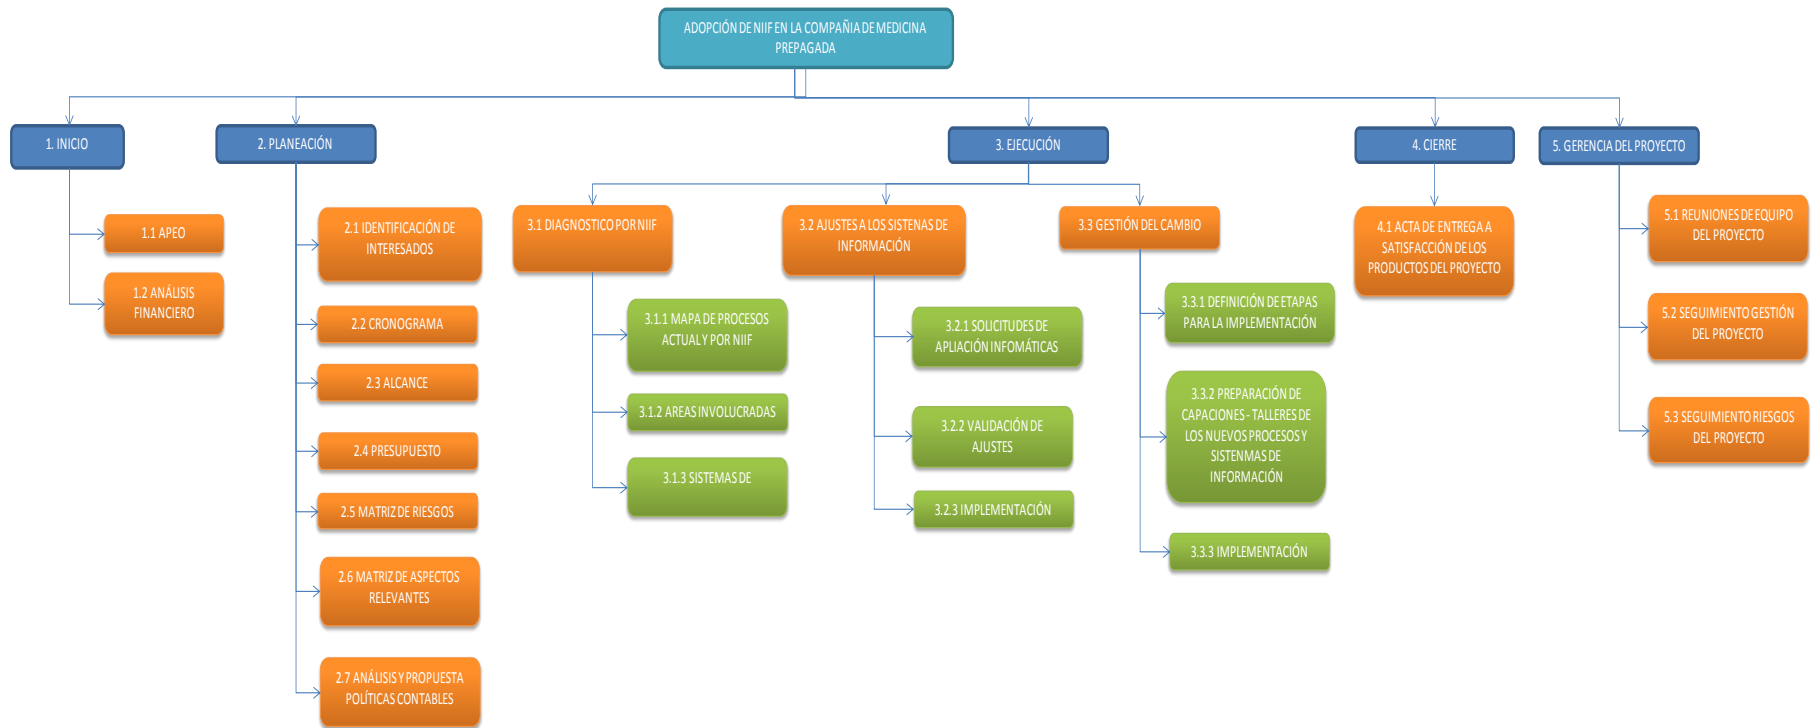 ADOPCIÓN DE NIIF EN LA COMPAÑIA DE MEDICINA
PREPAGADA
1. INICIO
1.1 APEO
1.2 ANÁLISIS
FINANCIERO
2. PLANEACIÓN
2.1 IDENTIFICACIÓN DE
INTERESADOS
2.2 CRONOGRAMA
2.3 ALCANCE
2.4 PRESUPUESTO
2.5 MATRIZ DE RIESGOS
2.6 MATRIZ DE ASPECTOS
RELEVANTES
2.7 ANÁLISIS Y PROPUESTA
POLÍTICAS CONTABLES
3. EJECUCIÓN
3.1 DIAGNOSTICO POR NIIF
3.1.1 MAPA DE PROCESOS
ACTUAL Y POR NIIF
3.1.2 AREAS INVOLUCRADAS
3.1.3 SISTEMAS DE
3.2 AJUSTES A LOS SISTENAS DE
INFORMACIÓN
3.2.1 SOLICITUDES DE
APLIACIÓN INFOMÁTICAS
3.2.2 VALIDACIÓN DE
AJUSTES
3.2.3 IMPLEMENTACIÓN
3.3 GESTIÓN DEL CAMBIO
3.3.1 DEFINICIÓN DE ETAPAS
PARA LA IMPLEMENTACIÓN
3.3.2 PREPARACIÓN DE
CAPACIONES - TALLERES DE
LOS NUEVOS PROCESOS Y
SISTENMAS DE
INFORMACIÓN
3.3.3 IMPLEMENTACIÓN
4. CIERRE
4.1 ACTA DE ENTREGA A
SATISFACCIÓN DE LOS
PRODUCTOS DEL PROYECTO
5. GERENCIA DEL PROYECTO
5.1 REUNIONES DE EQUIPO
DEL PROYECTO
5.2 SEGUIMIENTO GESTIÓN
DEL PROYECTO
5.3 SEGUIMIENTO RIESGOS
DEL PROYECTO